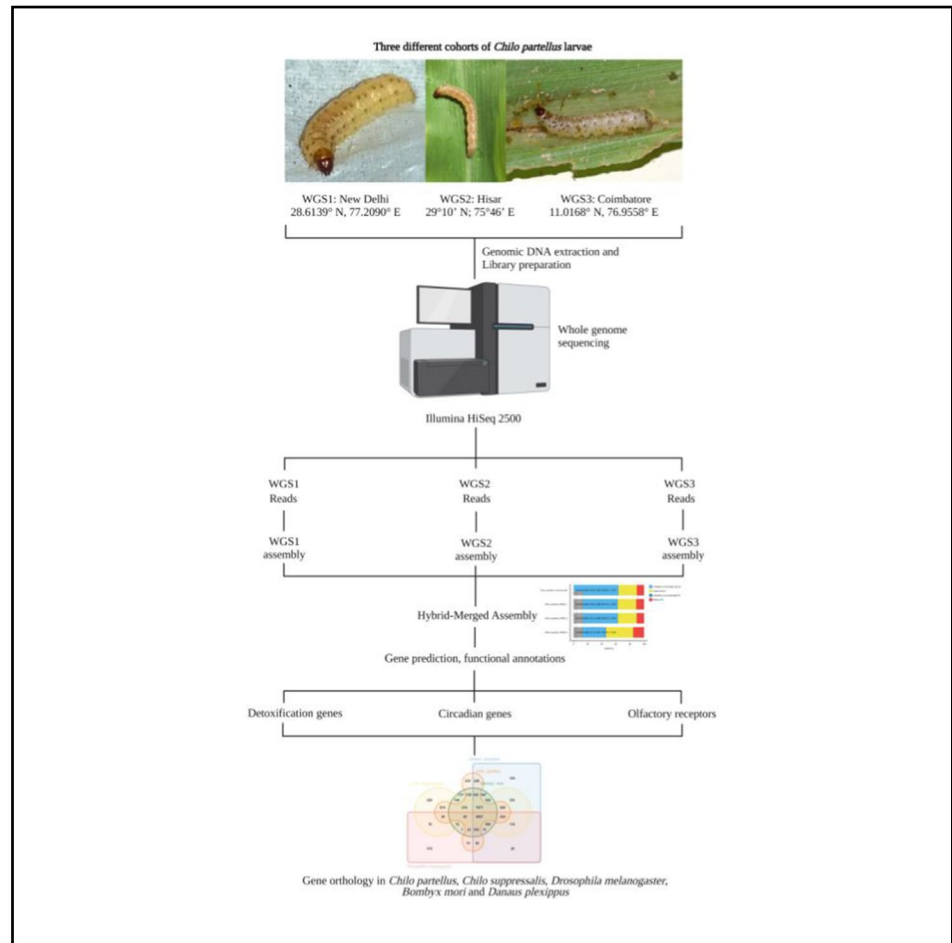 Three different cohorts of Chilo partellus larvae
WGS1: New Delhi
28.6139° N, 77.2090° E
WGS2: Hisar
29°10' N; 75°46' E
WGS3: Coimbatore
11.0168° N, 76.9558° E
Genomic DNA extraction and
Library preparation
Whole genome
sequencing
Illumina HiSeq 2500
WGS1
Reads
WGS2
Reads
WGS3
Reads
WGS1
assembly
WGS2
assembly
WGS3
assembly
Hybrid-Merged Assembly
Gene prediction, functional annotations
Detoxification genes
Circadian genes
Olfactory receptors
Gene orthology in Chilo partellus, Chilo suppressalis, Drosophila melanogaster,
Bombyx mori and Danaus plexippus